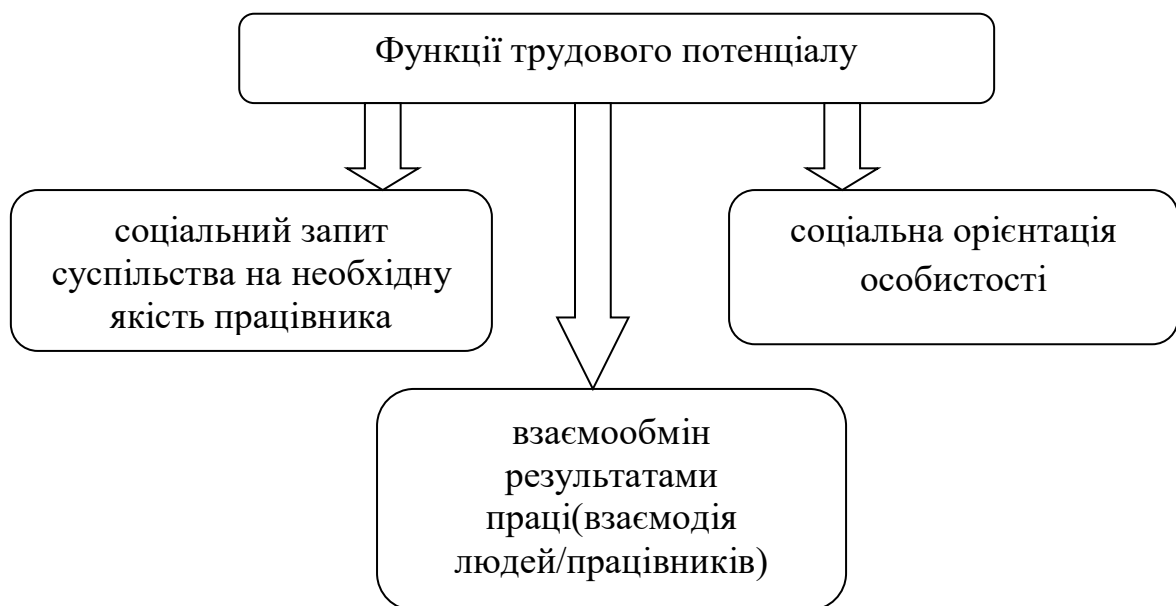 Функції трудового потенціалу
соціальний запит
суспільства на необхідну
якість працівника
соціальна орієнтація
особистості
взаємообмін
результатами
праці(взаємодія
людей/працівників)